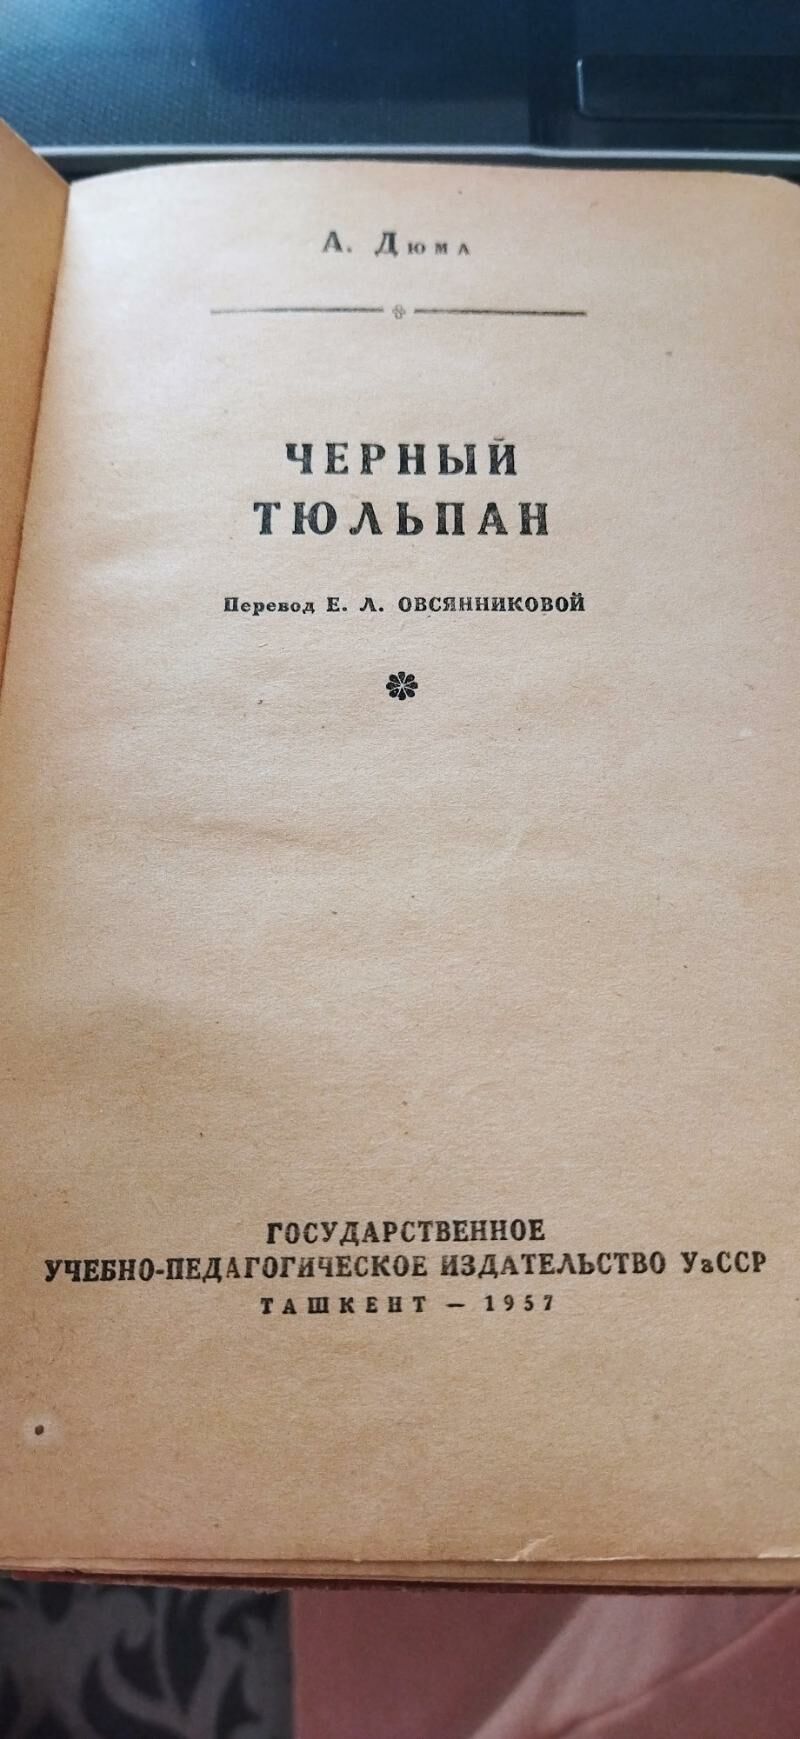 А. Дюма
ЧЕРНЫЙ
ТЮЛЬПАН
Перевод Е. Л. ОВСЯННИКОВОЙ
ГОСУДАРСТВЕННОЕ
УЧЕБНО-ПЕДАГОГИЧЕСКОЕ ИЗДАТЕЛЬСТВО УзССР
ТАШКЕНТ — 1957